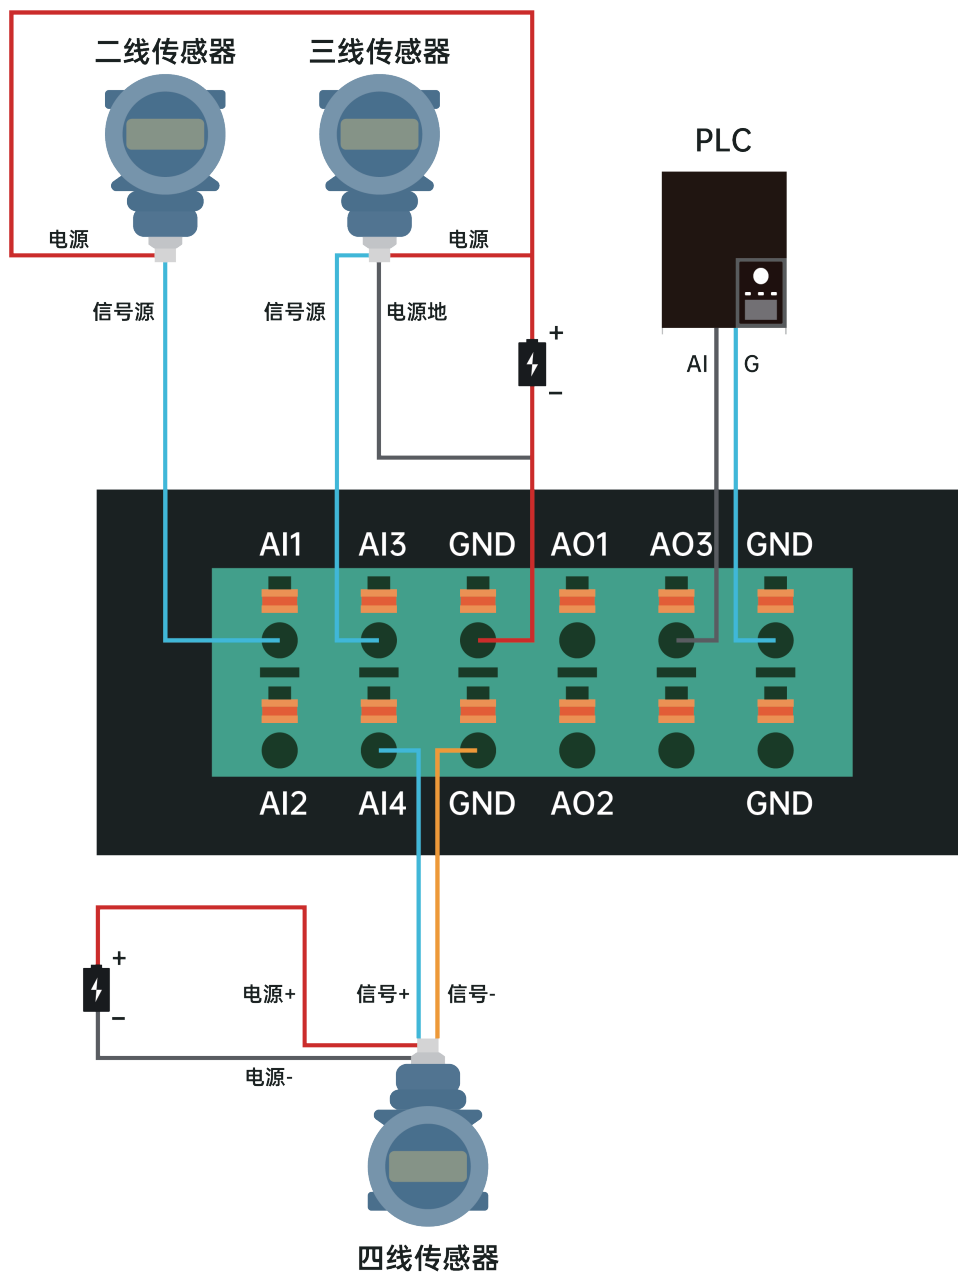 二线传感器
三线传感器
PLC
电源
电源
信号源
信号源
电源地
+
−
AI
G
AI1
AI3
GND
AO1
AO3
GND
AI2
AI4
GND
AO2
GND
+
−
电源+
信号+
信号-
电源-
四线传感器